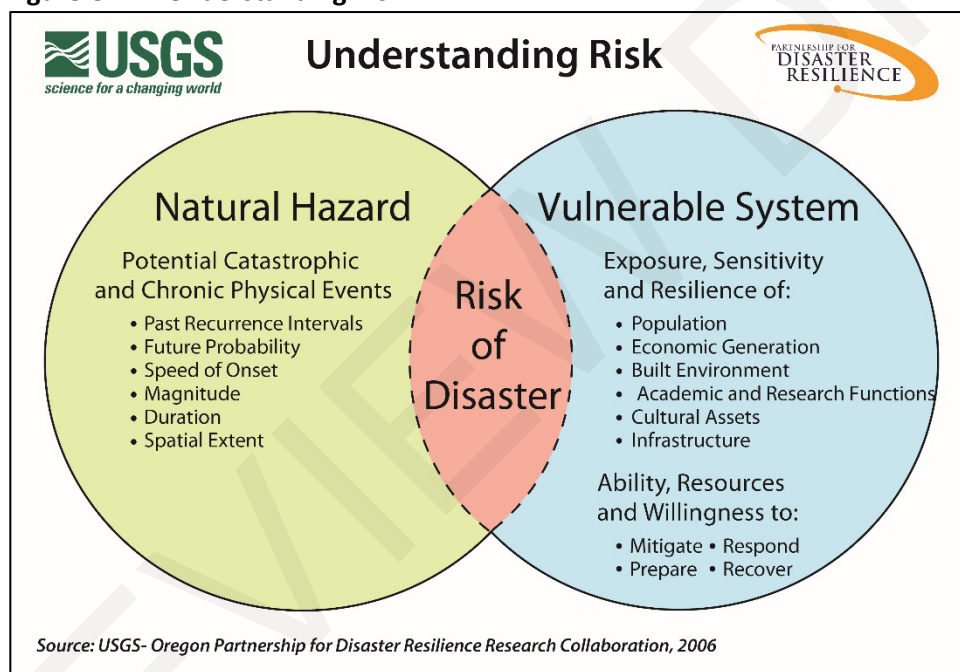 USGS
science for a changing world
Understanding Risk
PARTNERSHIP FOR
DISASTER
RESILIENCE
Natural Hazard
Potential Catastrophic
and Chronic Physical Events
• Past Recurrence Intervals
• Future Probability
• Speed of Onset
• Magnitude
• Duration
• Spatial Extent
Risk
of
Disaster
Vulnerable System
Exposure, Sensitivity
and Resilience of:
• Population
• Economic Generation
• Built Environment
• Academic and Research Functions
• Cultural Assets
• Infrastructure
Ability, Resources
and Willingness to:
• Mitigate • Respond
• Prepare • Recover
Source: USGS- Oregon Partnership for Disaster Resilience Research Collaboration, 2006